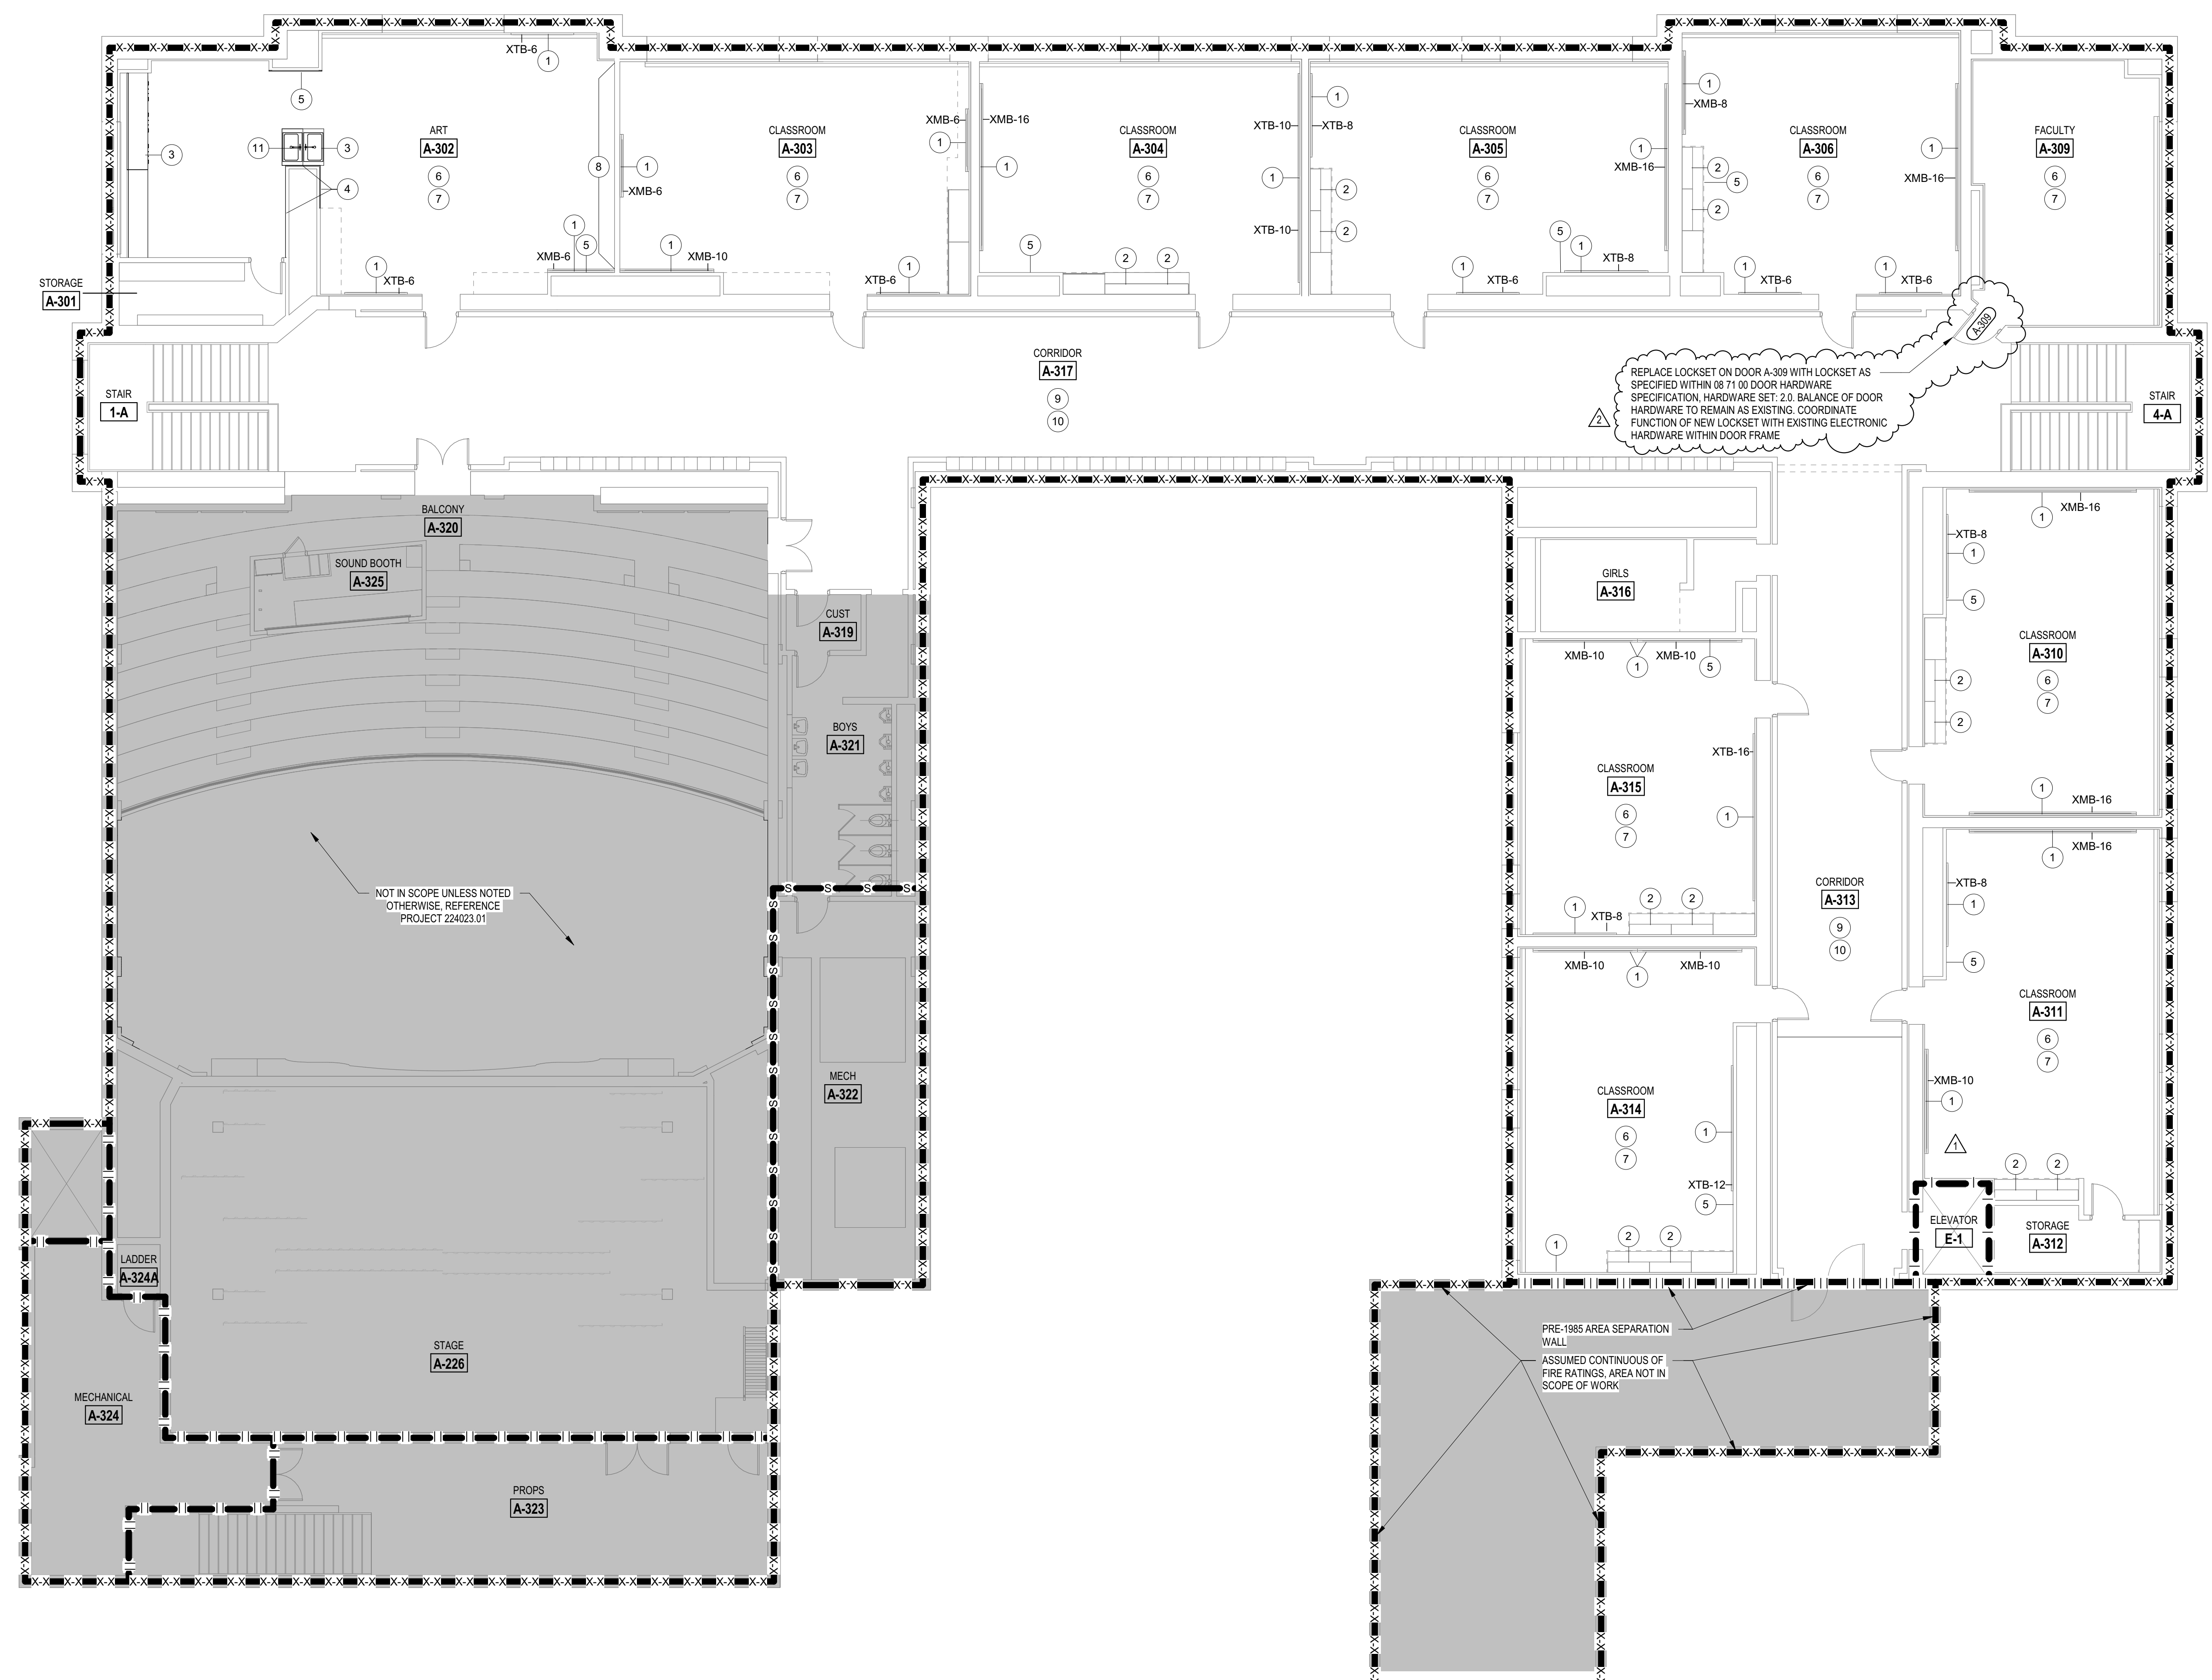 XTB-6
1
5
ART
A-302
6
7
3
11
3
4
8
XMB-6
1
5
1
XTB-6
STORAGE
A-301
CLASSROOM
A-303
6
7
1
XMB-6
XMB-6
1
1
XMB-10
1
XTB-6
CLASSROOM
A-304
6
7
XMB-16
1
XTB-10
1
XTB-10
5
2
2
CLASSROOM
A-305
6
7
1
XTB-8
2
2
1
XMB-16
5
1
XTB-8
1
XTB-6
CLASSROOM
A-306
6
7
1
XMB-8
2
5
2
1
XMB-16
1
XTB-6
1
XTB-6
FACULTY
A-309
6
7
A-309
REPLACE LOCKSET ON DOOR A-309 WITH LOCKSET AS
SPECIFIED WITHIN 08 71 00 DOOR HARDWARE
SPECIFICATION, HARDWARE SET: 2.0. BALANCE OF DOOR
HARDWARE TO REMAIN AS EXISTING. COORDINATE
FUNCTION OF NEW LOCKSET WITH EXISTING ELECTRONIC
HARDWARE WITHIN DOOR FRAME
2
STAIR
1-A
CORRIDOR
A-317
9
10
STAIR
4-A
BALCONY
A-320
SOUND BOOTH
A-325
CUST
A-319
BOYS
A-321
NOT IN SCOPE UNLESS NOTED
OTHERWISE, REFERENCE
PROJECT 224023.01
MECH
A-322
LADDER
A-324A
STAGE
A-226
MECHANICAL
A-324
PROPS
A-323
GIRLS
A-316
XMB-10
1
XMB-10
5
CLASSROOM
A-315
6
7
XTB-16
1
1
XTB-8
2
2
XMB-10
1
XMB-10
CLASSROOM
A-314
6
7
1
XTB-12
5
1
2
2
CORRIDOR
A-313
9
10
XMB-16
1
XTB-8
1
5
CLASSROOM
A-310
6
7
2
2
1
XMB-16
XMB-16
1
XTB-8
1
5
CLASSROOM
A-311
6
7
XMB-10
1
1
2
2
ELEVATOR
E-1
STORAGE
A-312
PRE-1985 AREA SEPARATION
WALL
ASSUMED CONTINUOUS OF
FIRE RATINGS, AREA NOT IN
SCOPE OF WORK